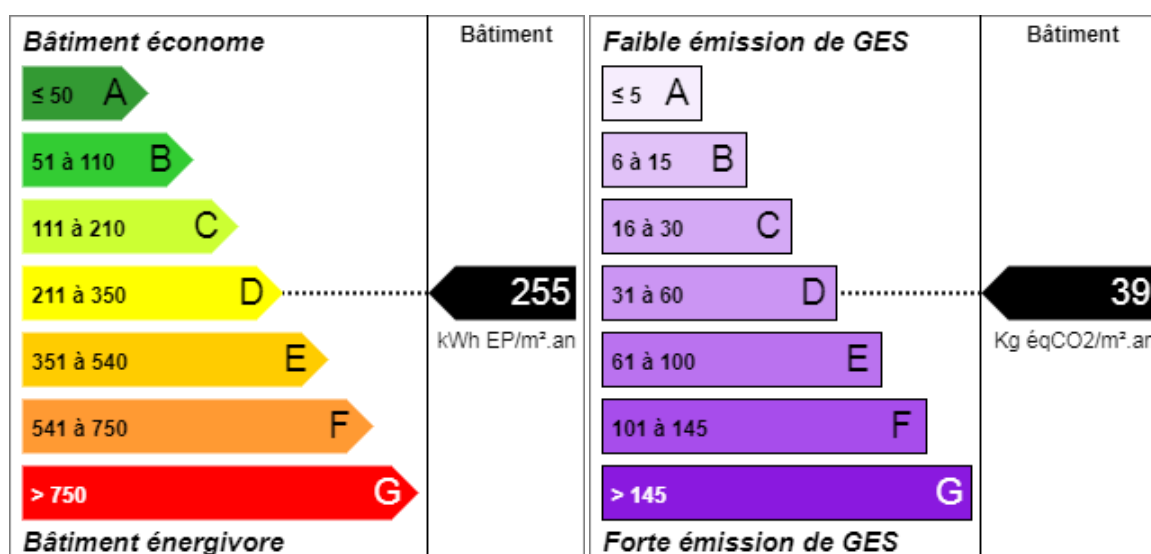 Bâtiment économe
≤ 50 A
51 à 110 B
111 à 210 C
211 à 350 D
351 à 540 E
541 à 750 F
> 750 G
Bâtiment énergivore
Bâtiment
255
kWh EP/m².an
Faible émission de GES
≤ 5 A
6 à 15 B
16 à 30 C
31 à 60 D
61 à 100 E
101 à 145 F
> 145 G
Forte émission de GES
Bâtiment
39
Kg éqCO2/m².an